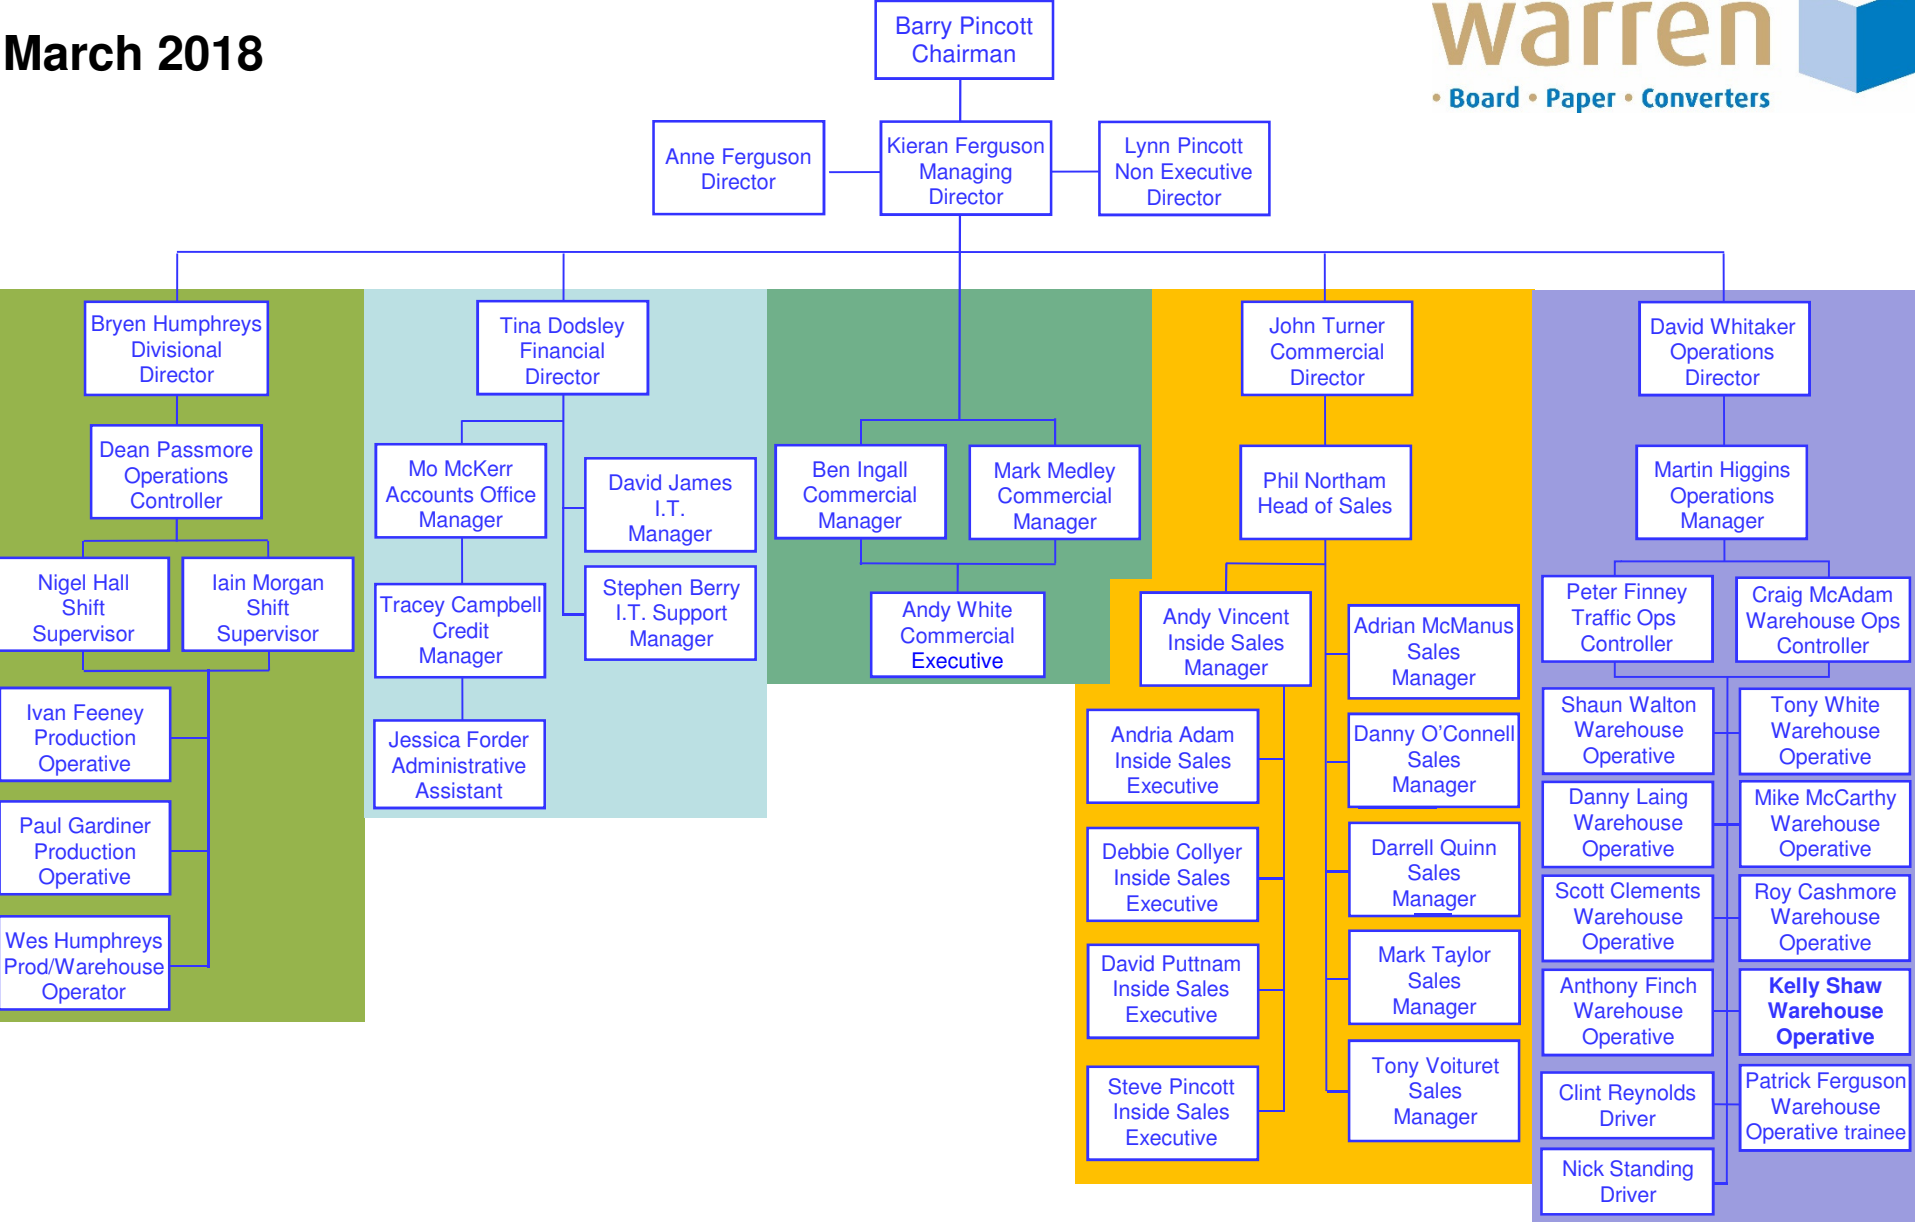 March 2018
warren
• Board • Paper • Converters
Barry Pincott
Chairman
Anne Ferguson
Director
Kieran Ferguson
Managing
Director
Lynn Pincott
Non Executive
Director
Bryen Humphreys
Divisional
Director
Dean Passmore
Operations
Controller
Nigel Hall
Shift
Supervisor
Iain Morgan
Shift
Supervisor
Ivan Feeney
Production
Operative
Paul Gardiner
Production
Operative
Wes Humphreys
Prod/Warehouse
Operator
Tina Dodsley
Financial
Director
Mo McKerr
Accounts Office
Manager
David James
I.T.
Manager
Tracey Campbell
Credit
Manager
Stephen Berry
I.T. Support
Manager
Jessica Forder
Administrative
Assistant
Ben Ingall
Commercial
Manager
Mark Medley
Commercial
Manager
Andy White
Commercial
Executive
John Turner
Commercial
Director
Phil Northam
Head of Sales
Andy Vincent
Inside Sales
Manager
Andria Adam
Inside Sales
Executive
Debbie Collyer
Inside Sales
Executive
David Puttnam
Inside Sales
Executive
Steve Pincott
Inside Sales
Executive
Adrian McManus
Sales
Manager
Danny O’Connell
Sales
Manager
Darrell Quinn
Sales
Manager
Mark Taylor
Sales
Manager
Tony Voituret
Sales
Manager
David Whitaker
Operations
Director
Martin Higgins
Operations
Manager
Peter Finney
Traffic Ops
Controller
Craig McAdam
Warehouse Ops
Controller
Shaun Walton
Warehouse
Operative
Tony White
Warehouse
Operative
Danny Laing
Warehouse
Operative
Mike McCarthy
Warehouse
Operative
Scott Clements
Warehouse
Operative
Roy Cashmore
Warehouse
Operative
Anthony Finch
Warehouse
Operative
Kelly Shaw
Warehouse
Operative
Clint Reynolds
Driver
Patrick Ferguson
Warehouse
Operative trainee
Nick Standing
Driver